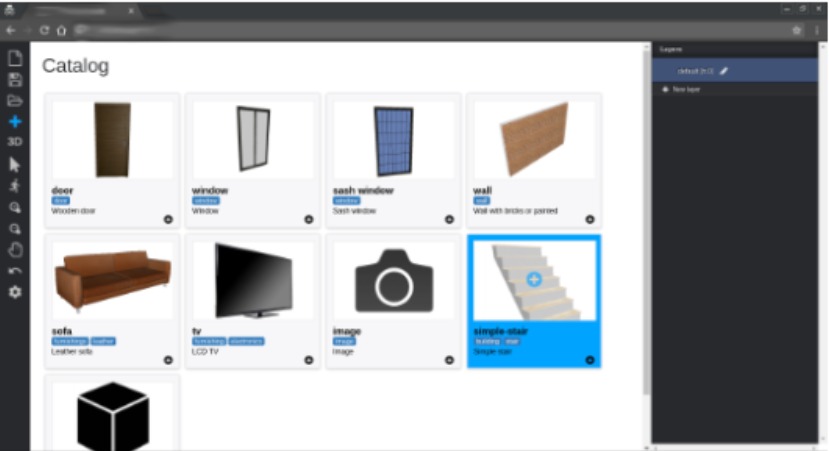 Catalog
3D
default [h:0]
New layer
door
door
Wooden door
window
window
Window
sash window
window
Sash window
wall
wall
Wall with bricks or painted
sofa
furnishings leather
Leather sofa
tv
furnishing electronics
LCD TV
image
image
Image
simple-stair
building stair
Simple stair